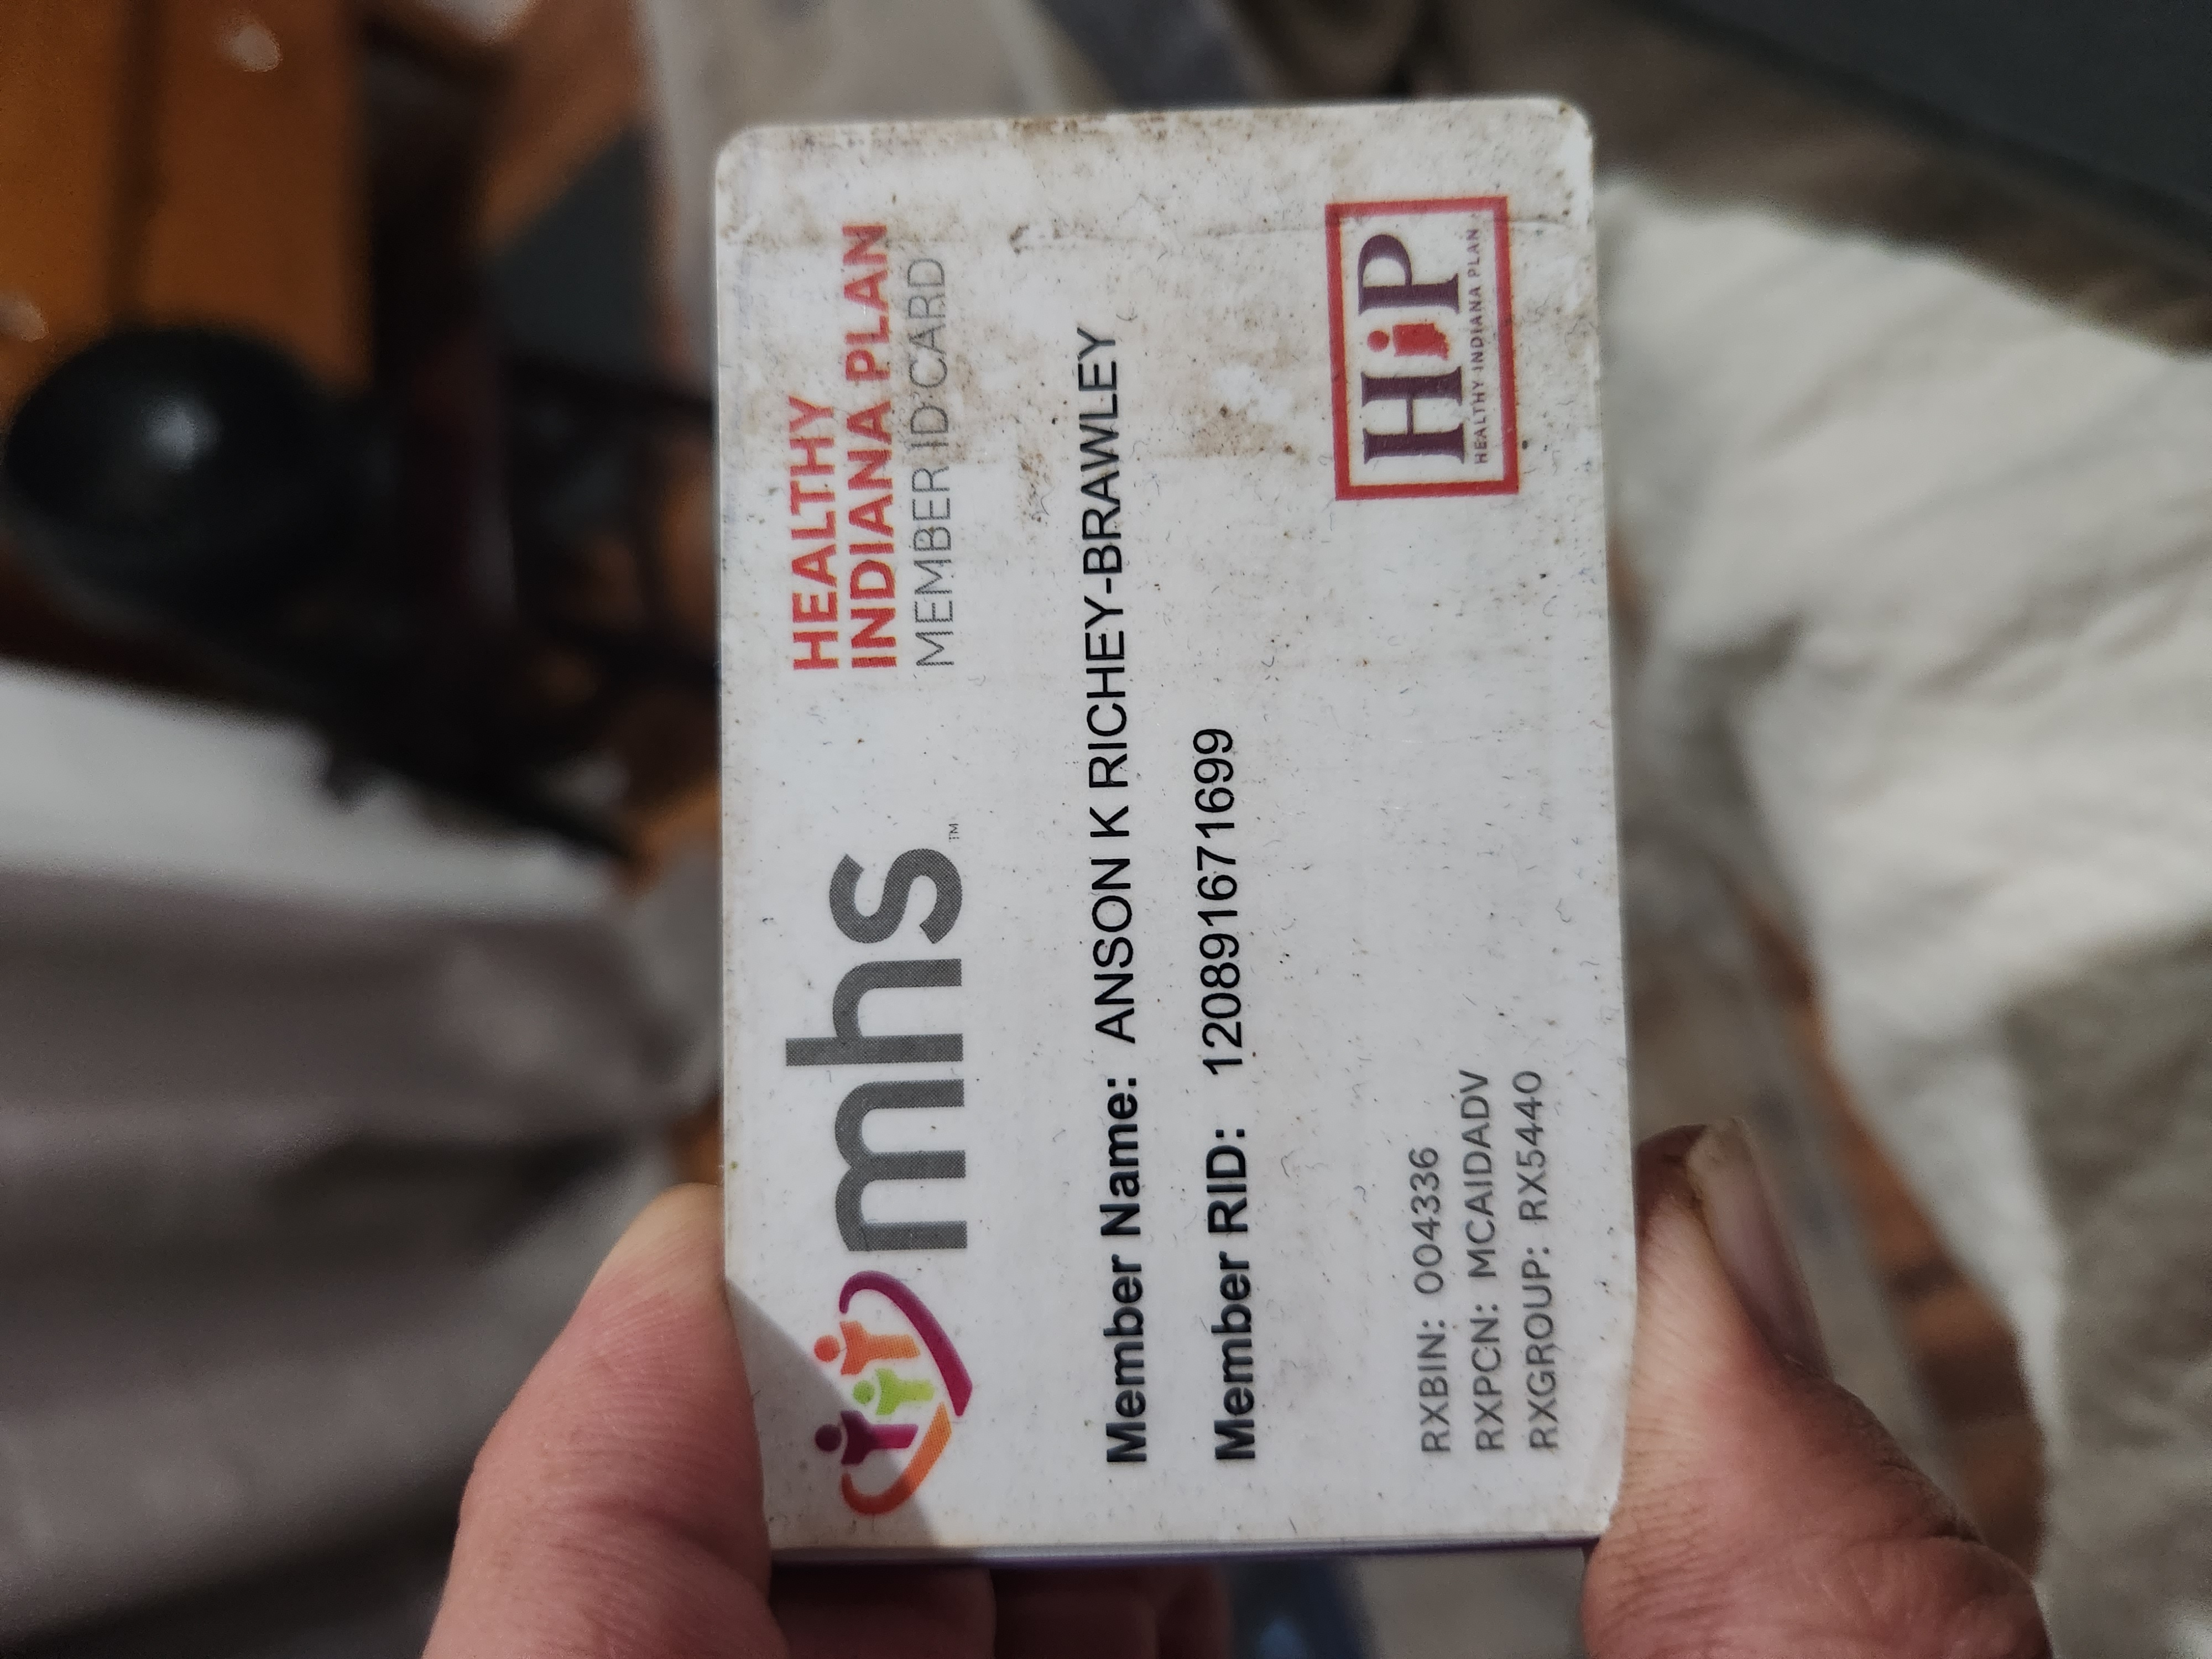 mhs™
HEALTHY
INDIANA PLAN
MEMBER ID CARD
Member Name: ANSON K RICHEY-BRAWLEY
Member RID: 120891671699
RXBIN: 004336
RXPCN: MCAIDADV
RXGROUP: RX5440
HiP
HEALTHY INDIANA PLAN